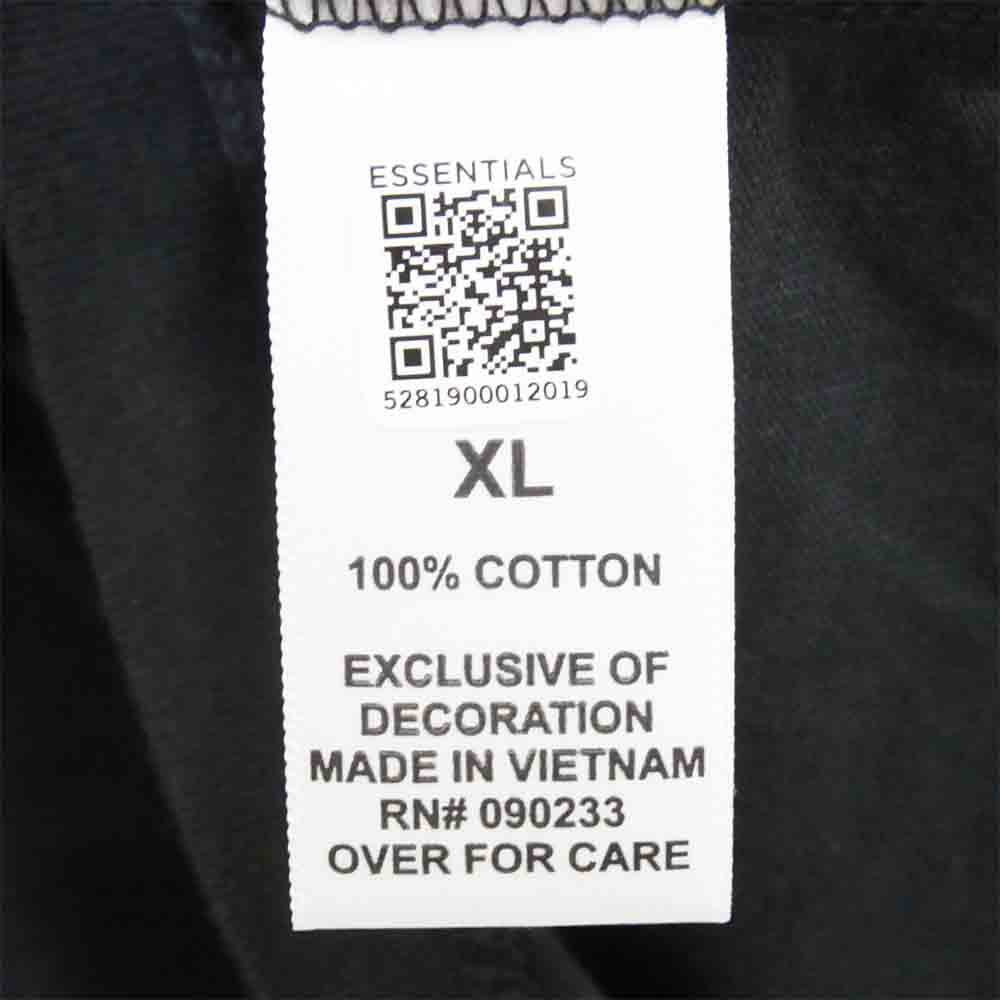 ESSENTIALS
5281900012019
XL
100% COTTON
EXCLUSIVE OF
DECORATION
MADE IN VIETNAM
RN# 090233
OVER FOR CARE